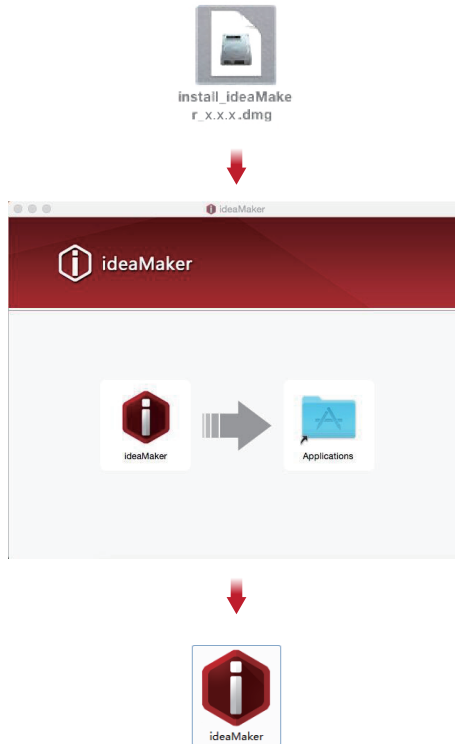 install_ideaMake
r_x.x.x.dmg
ideaMaker
ideaMaker
ideaMaker
Applications
ideaMaker